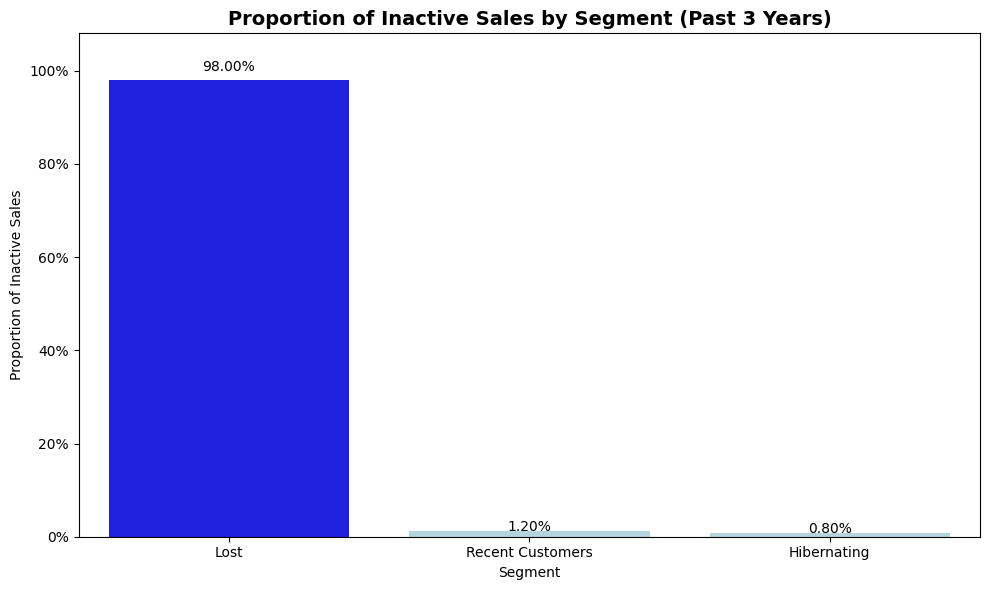 Proportion of Inactive Sales by Segment (Past 3 Years)
Proportion of Inactive Sales
100%
80%
60%
40%
20%
0%
98.00%
1.20%
0.80%
Lost
Recent Customers
Hibernating
Segment